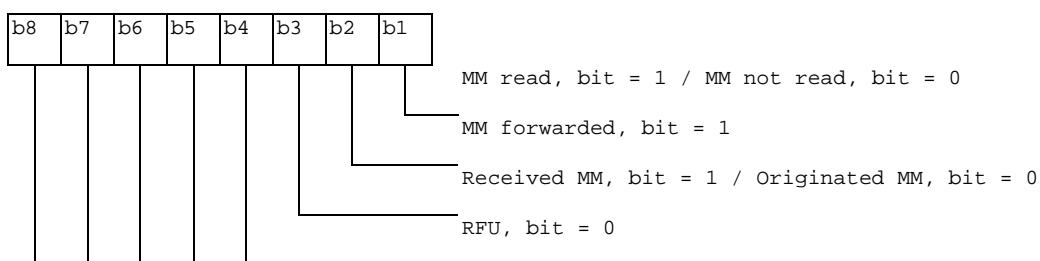 b8 b7 b6 b5 b4 b3 b2 b1
MM read, bit = 1 / MM not read, bit = 0
MM forwarded, bit = 1
Received MM, bit = 1 / Originated MM, bit = 0
RFU, bit = 0